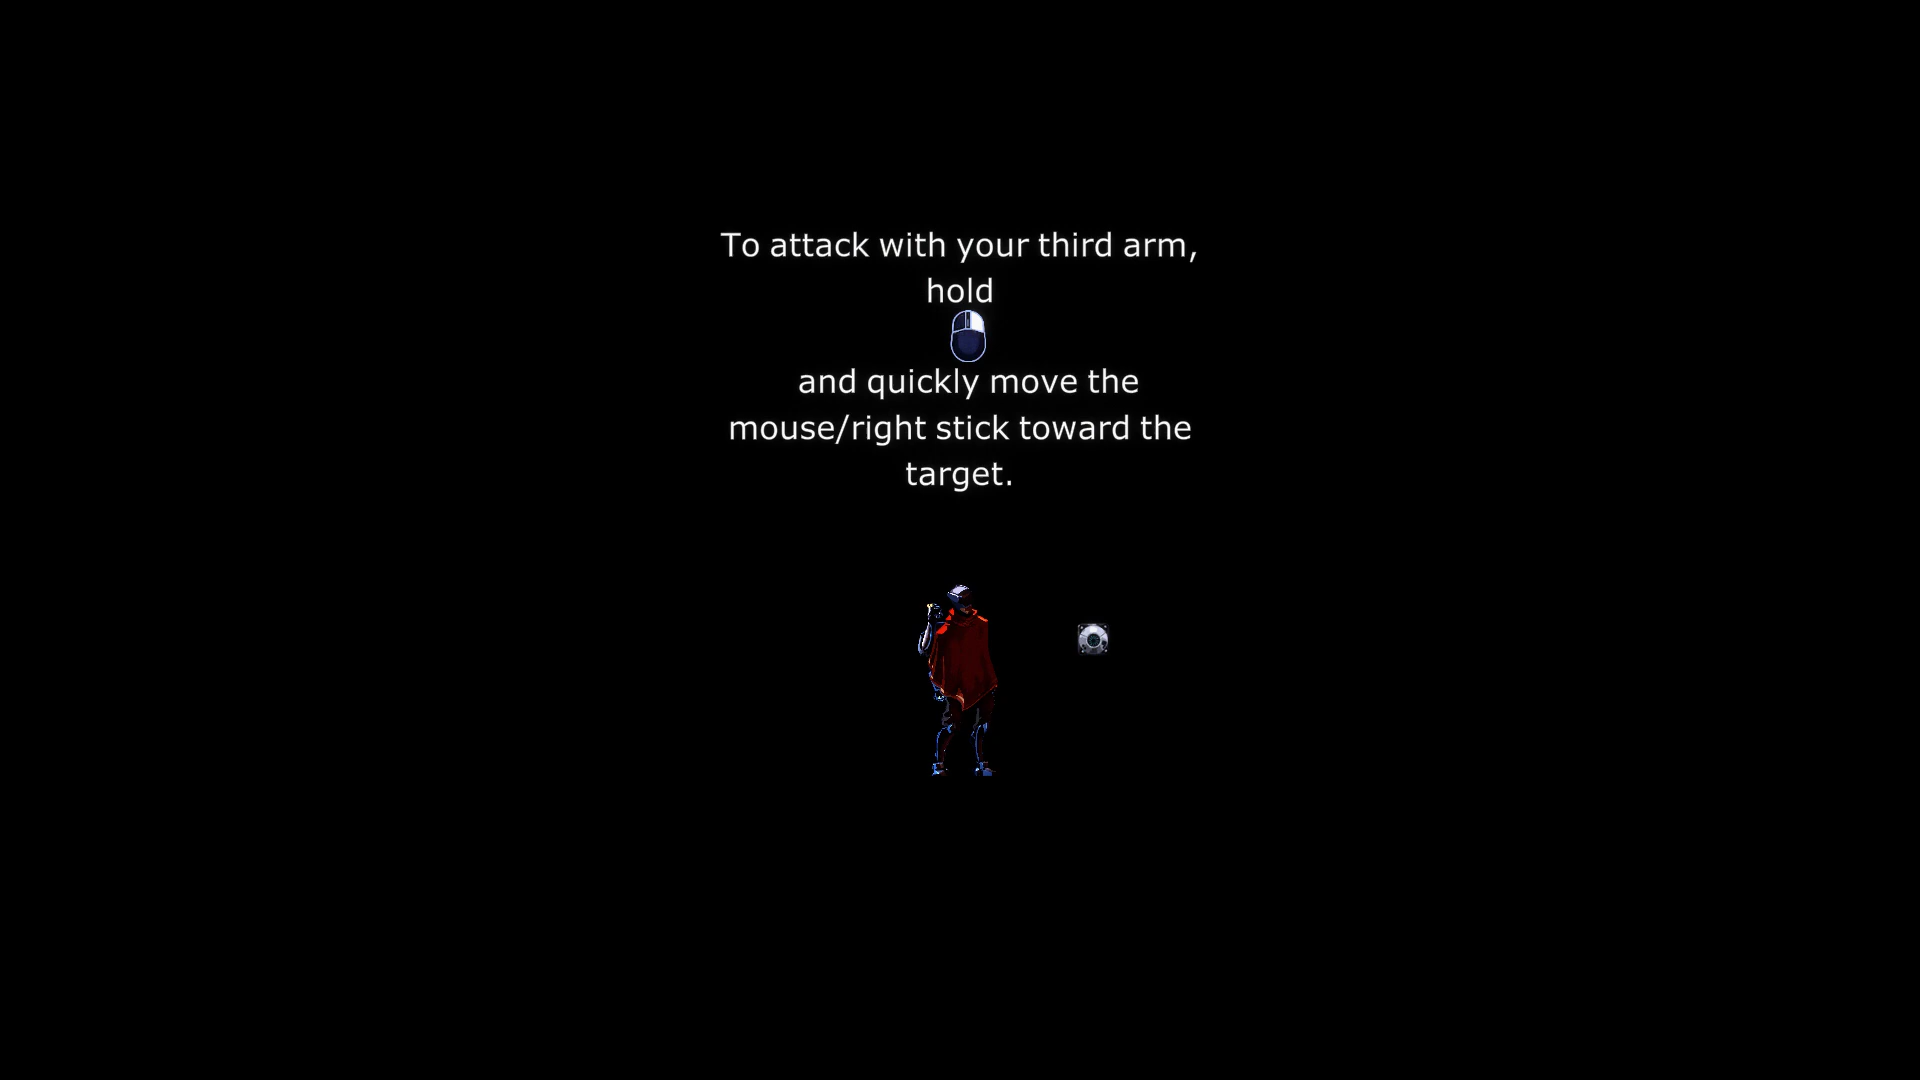 To attack with your third arm,
hold
and quickly move the
mouse/right stick toward the
target.